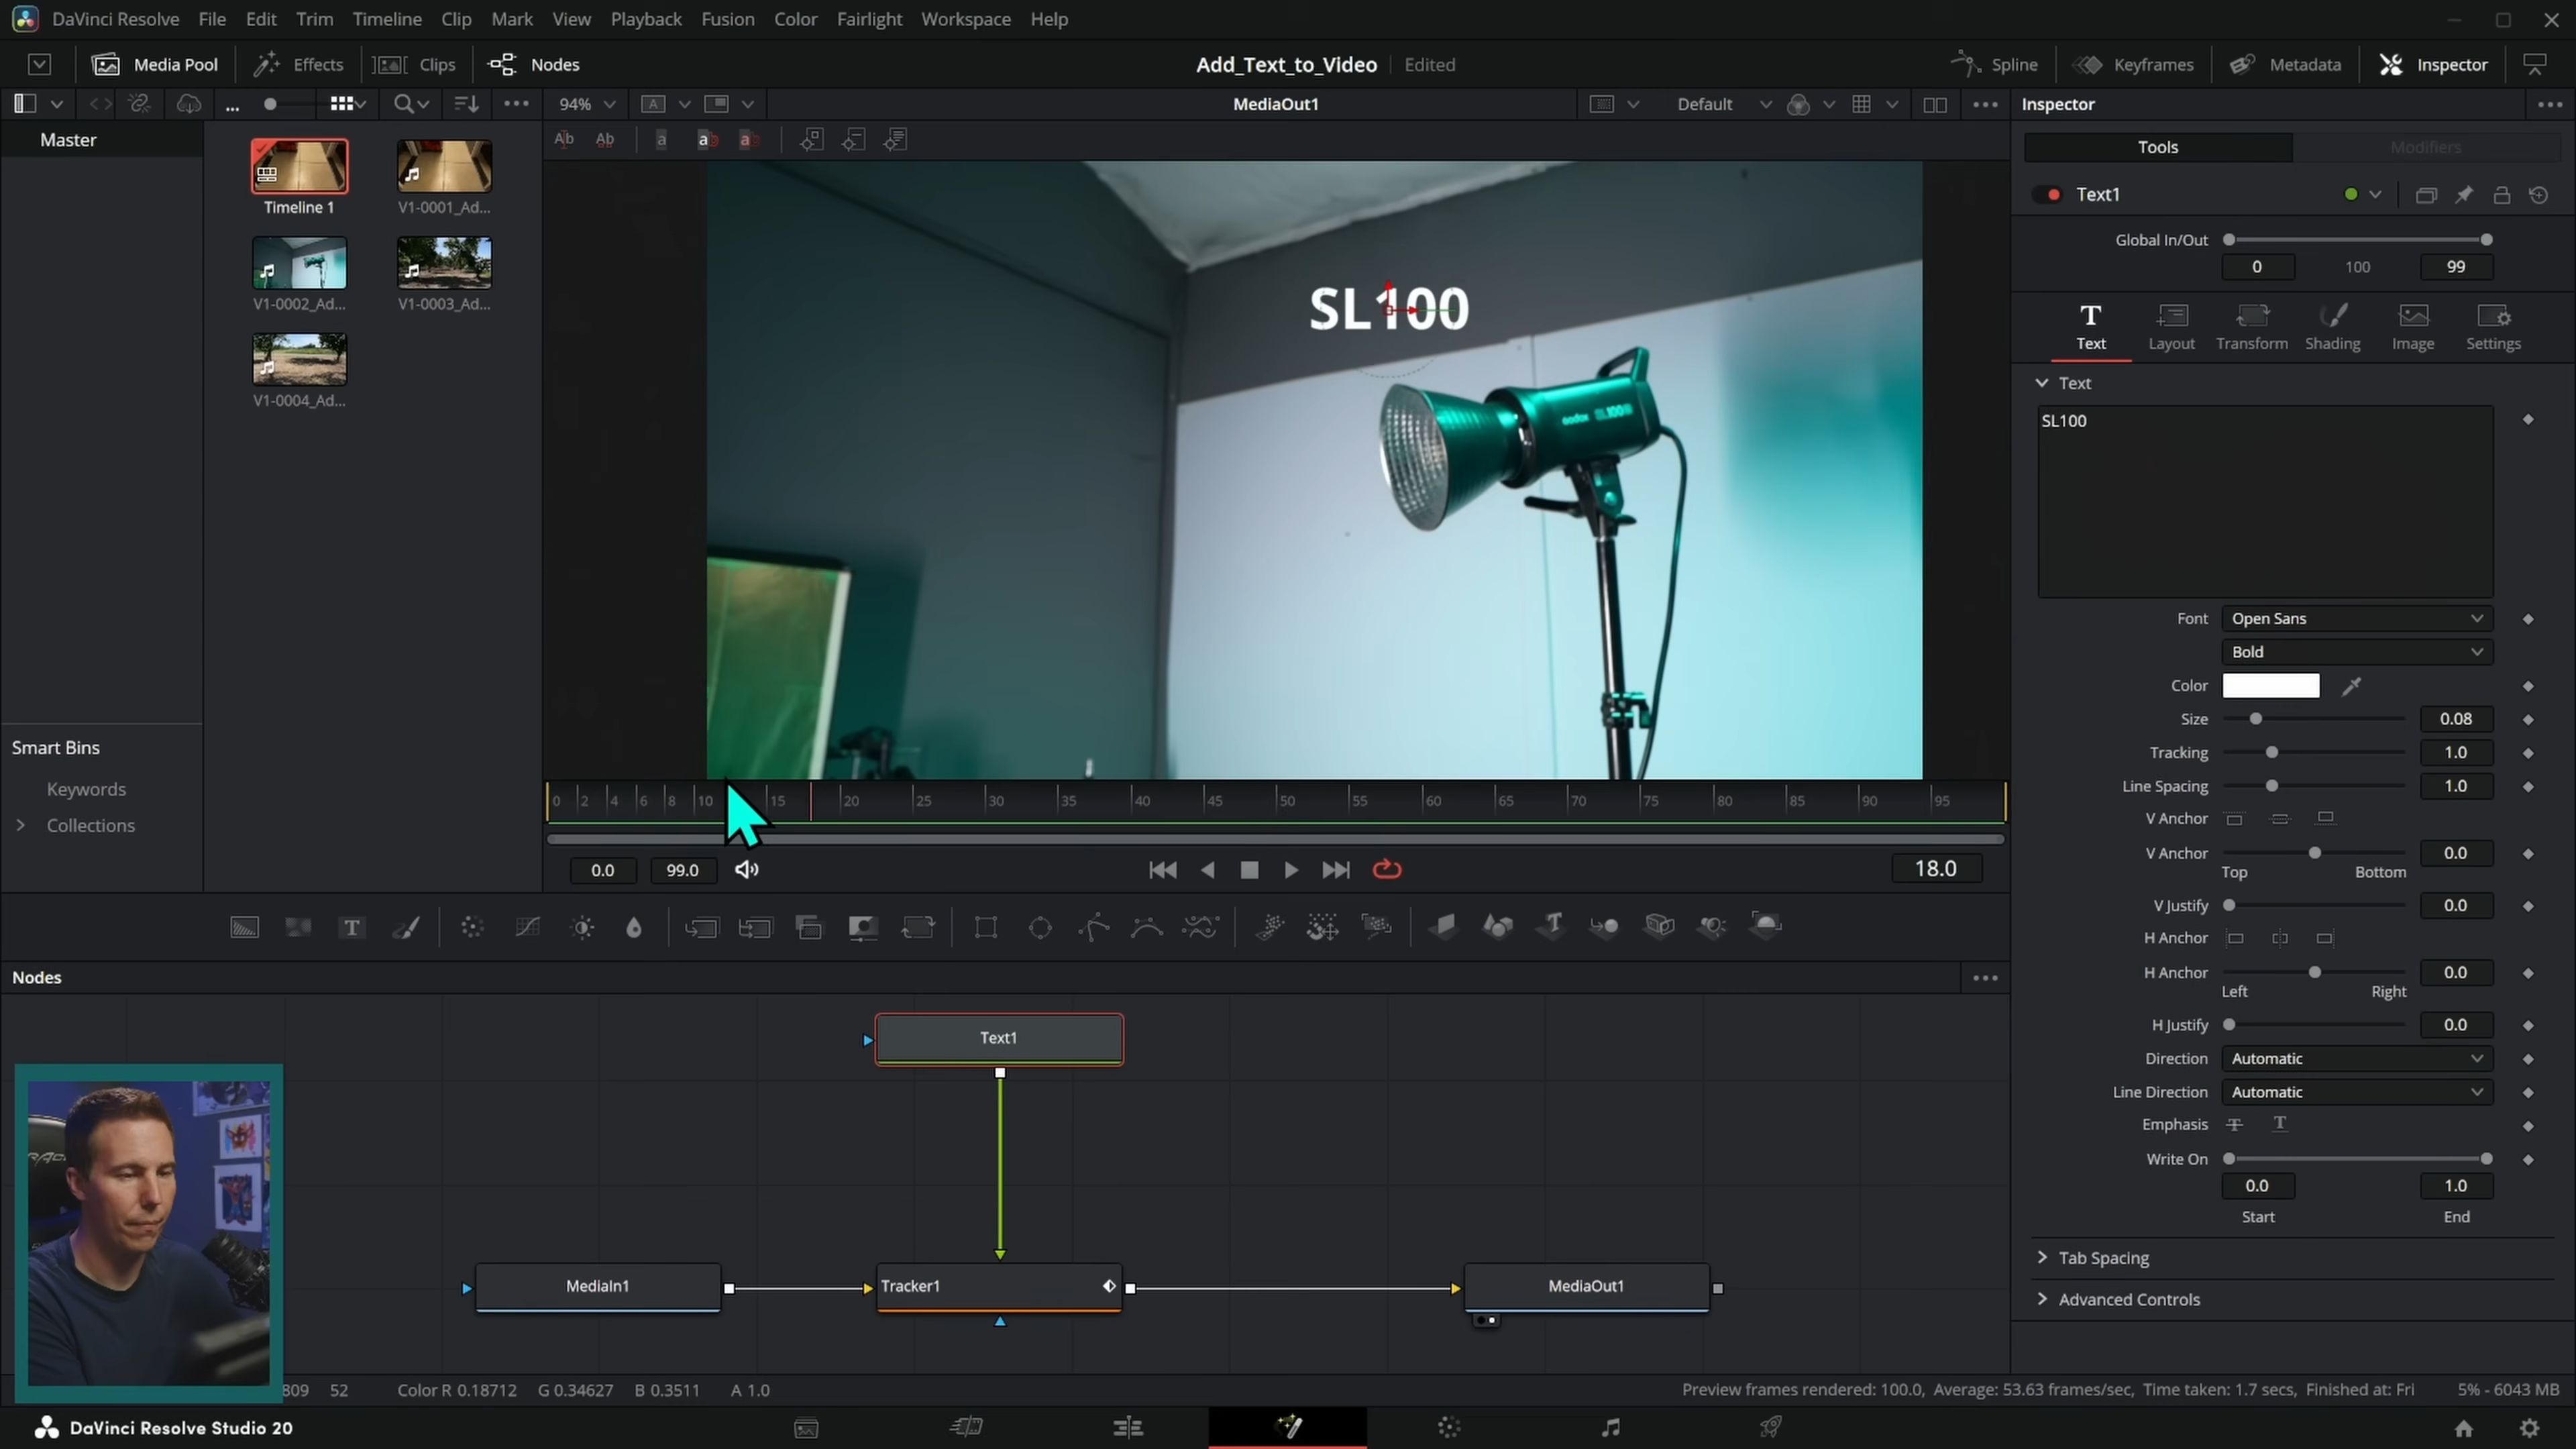 DaVinci Resolve File Edit Trim Timeline Clip Mark View Playback Fusion Color Fairlight Workspace Help
Media Pool Effects Clips Nodes Add_Text_to_Video Edited Spline Keyframes Metadata Inspector
... 94% A MediaOut1 Default Inspector
Master
Ab Ab a ab ab
Tools Modifiers
Timeline 1 V1-0001_Ad...
V1-0002_Ad... V1-0003_Ad...
V1-0004_Ad...
SL100
godox SL100
Text1
Global In/Out
0 100 99
Text Layout Transform Shading Image Settings
Text
SL100
Font Open Sans
Bold
Color
Size 0.08
Tracking 1.0
Line Spacing 1.0
V Anchor
V Anchor 0.0
Top Bottom
V Justify 0.0
H Anchor
H Anchor 0.0
Left Right
H Justify 0.0
Direction Automatic
Line Direction Automatic
Emphasis T T
Write On
0.0 1.0
Start End
Tab Spacing
Advanced Controls
Smart Bins
Keywords
Collections
0 2 4 6 8 10 15 20 25 30 35 40 45 50 55 60 65 70 75 80 85 90 95
0.0 99.0 18.0
T
Nodes
Text1
MediaIn1 Tracker1 MediaOut1
809 52 Color R 0.18712 G 0.34627 B 0.3511 A 1.0 Preview frames rendered: 100.0, Average: 53.63 frames/sec, Time taken: 1.7 secs, Finished at: Fri 5% - 6043 MB
DaVinci Resolve Studio 20